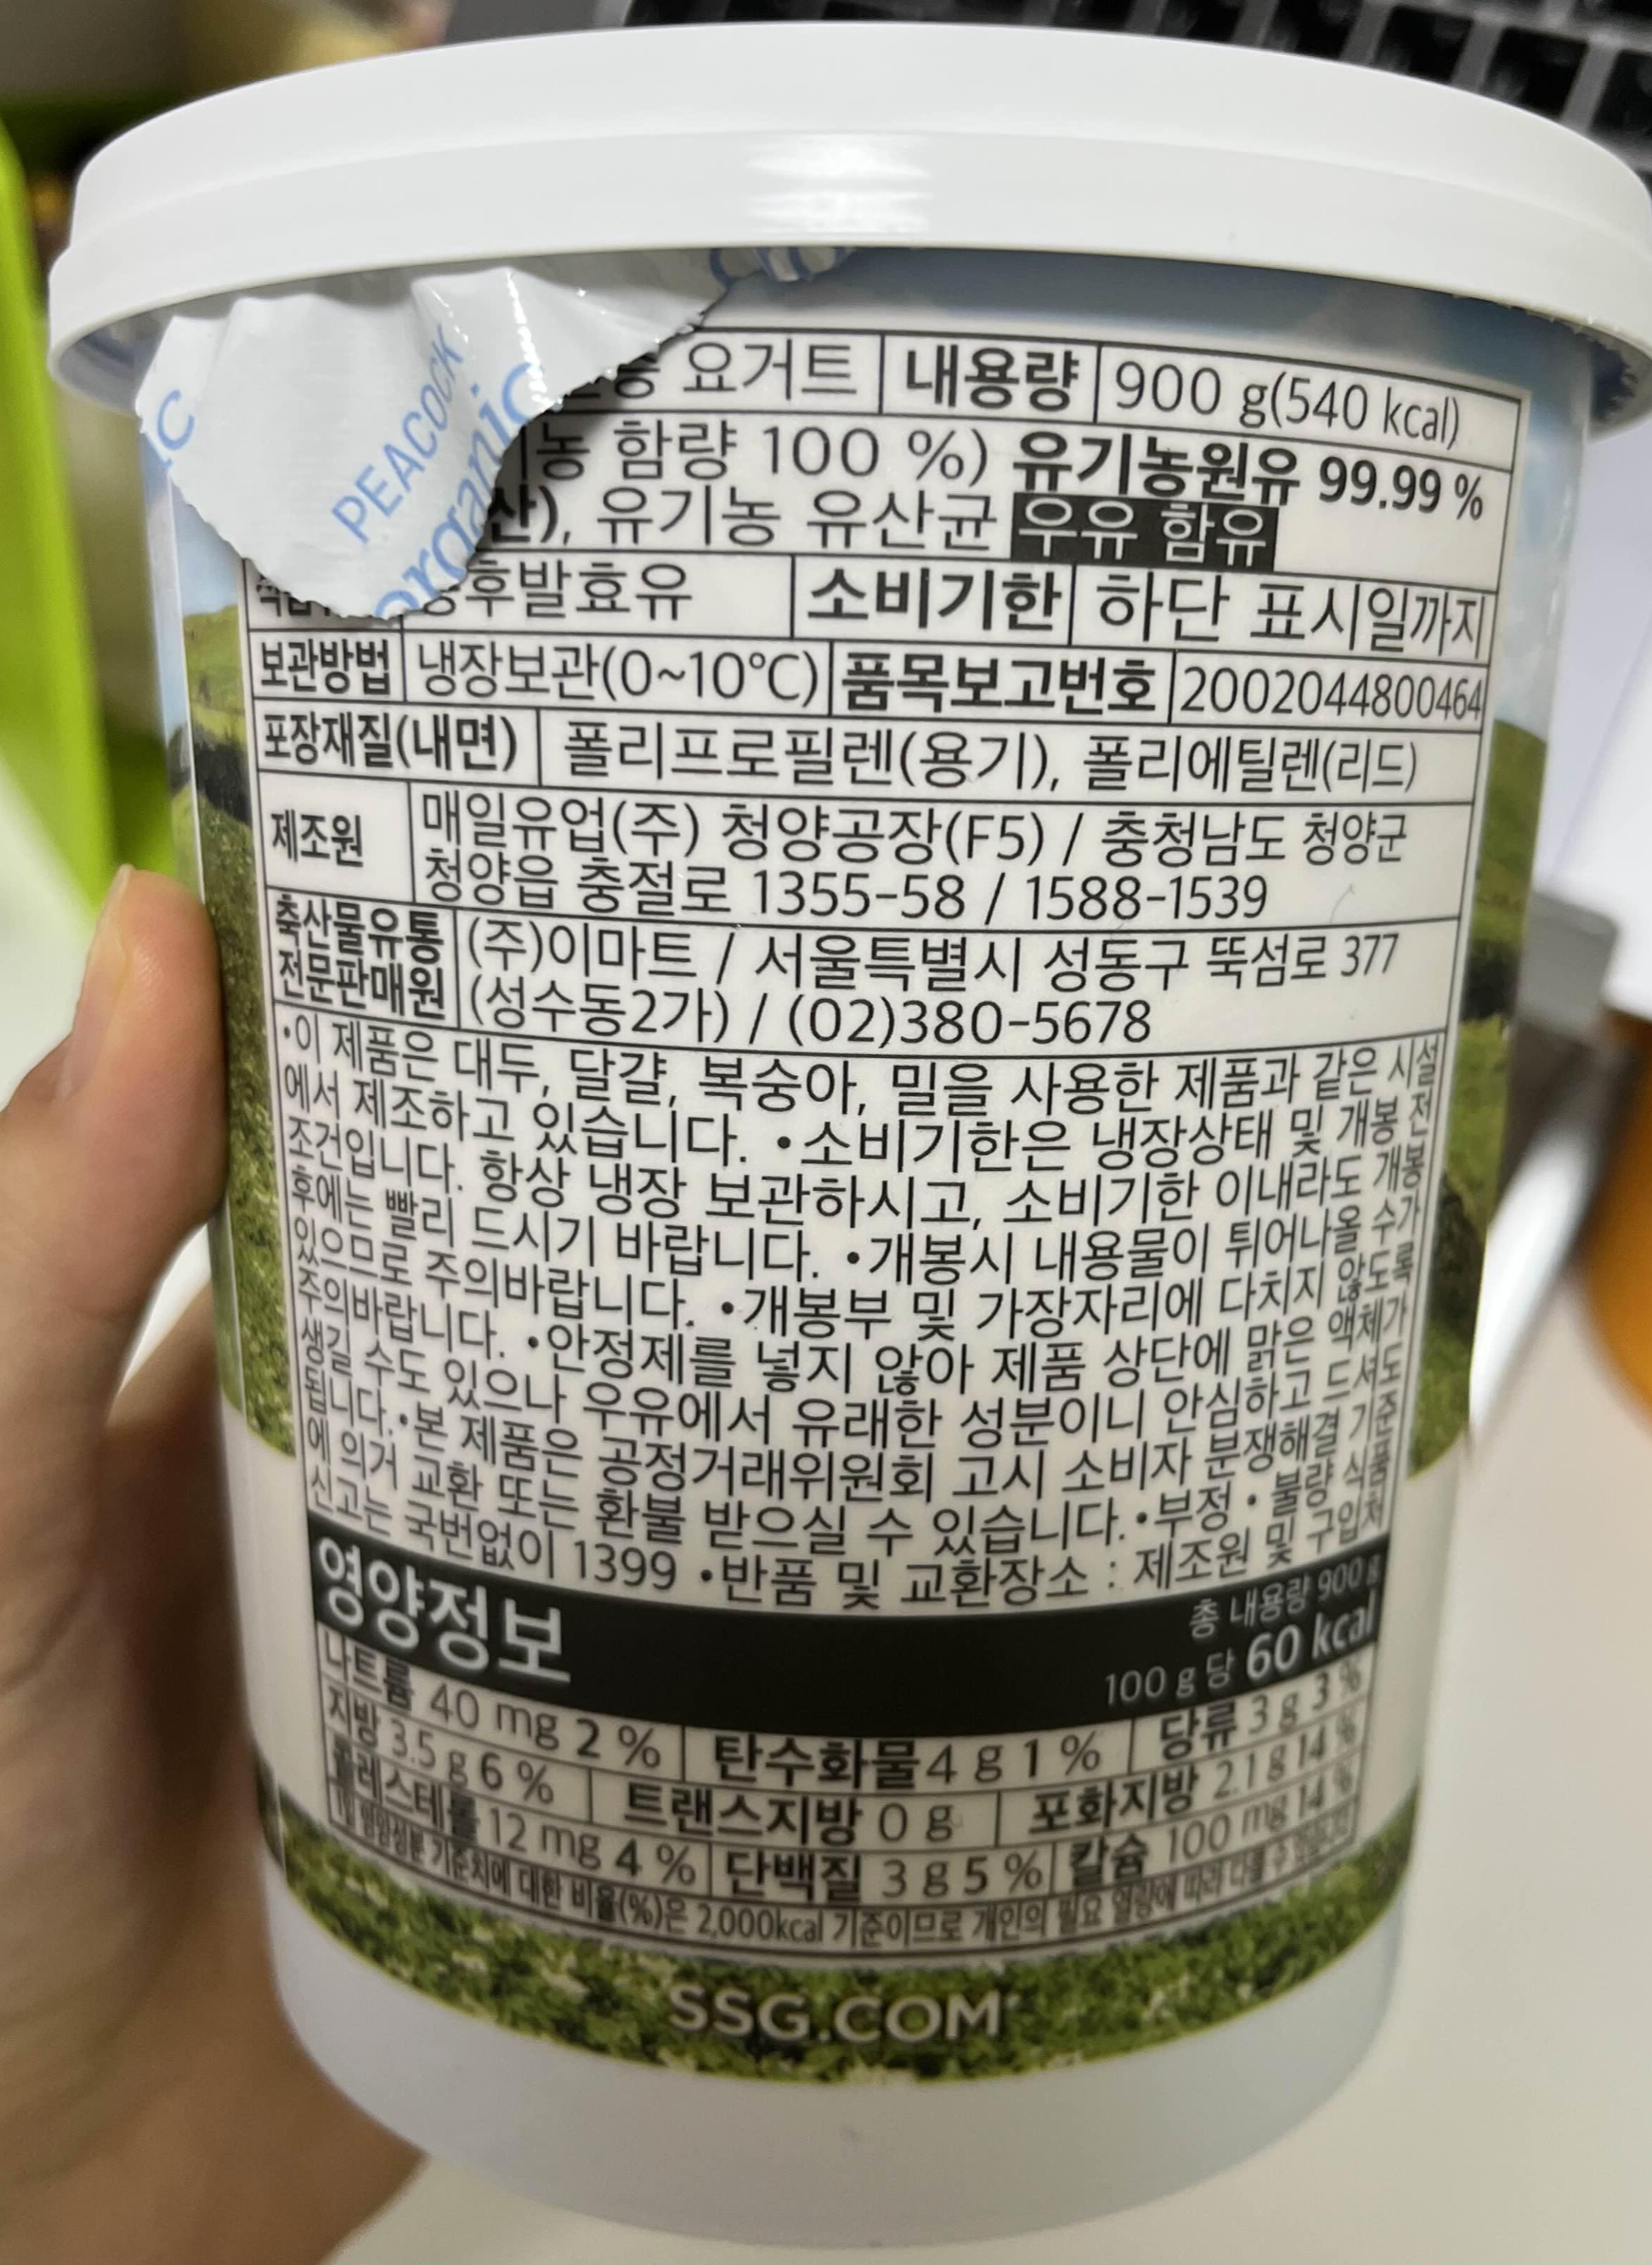 PEACOCK
organic
요거트 내용량 900 g(540 kcal)
함량 100 %) 유기농원유 99.99 %
유기농 유산균 우유 함유
농후발효유 소비기한 하단 표시일까지
보관방법 냉장보관(0~10℃) 품목보고번호 2002044800464
포장재질(내면) 폴리프로필렌(용기), 폴리에틸렌(리드)
제조원 매일유업(주) 청양공장(F5) / 충청남도 청양군
청양읍 충절로 1355-58 / 1588-1539
축산물유통 (주)이마트 / 서울특별시 성동구 뚝섬로 377
전문판매원 (성수동2가) / (02)380-5678
•이 제품은 대두, 달걀, 복숭아, 밀을 사용한 제품과 같은 시설
에서 제조하고 있습니다. •소비기한은 냉장상태 및 개봉 전
조건입니다. 항상 냉장 보관하시고, 소비기한 이내라도 개봉
후에는 빨리 드시기 바랍니다. •개봉시 내용물이 튀어나올 수가
있으므로 주의바랍니다. •개봉부 및 가장자리에 다치지 않도록
주의바랍니다. •안정제를 넣지 않아 제품 상단에 맑은 액체가
생길 수도 있으나 우유에서 유래한 성분이니 안심하고 드셔도
됩니다. •본 제품은 공정거래위원회 고시 소비자 분쟁해결 기준
에 의거 교환 또는 환불 받으실 수 있습니다. •부정 • 불량 식품
신고는 국번없이 1399 •반품 및 교환장소 : 제조원 및 구입처
영양정보 총 내용량 900 g
100 g 당 60 kcal
나트륨 40 mg 2 % 탄수화물 4 g 1 % 당류 3 g 3 %
지방 3.5 g 6 % 트랜스지방 0 g 포화지방 2.1 g 14 %
콜레스테롤 12 mg 4 % 단백질 3 g 5 % 칼슘 100 mg 14 %
1일 영양성분 기준치에 대한 비율(%)은 2,000kcal 기준이므로 개인의 필요 열량에 따라 다를 수 있습니다
SSG.COM